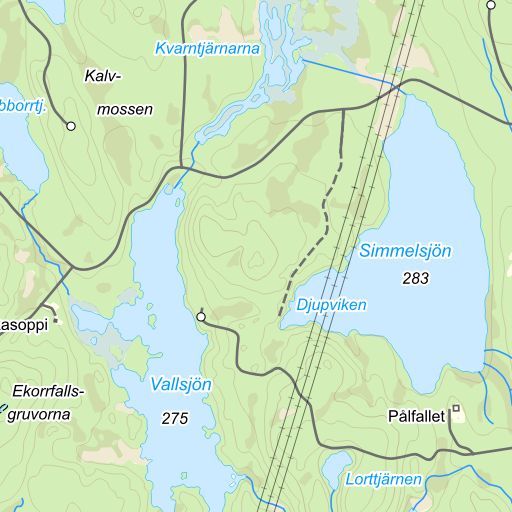 Kvarntjärnarna
Kalv-
mossen
bborrtj.
Simmelsjön
283
Djupviken
asoppi
Vallsjön
275
Ekorrfalls-
gruvorna
Pålfallet
Lorttjärnen